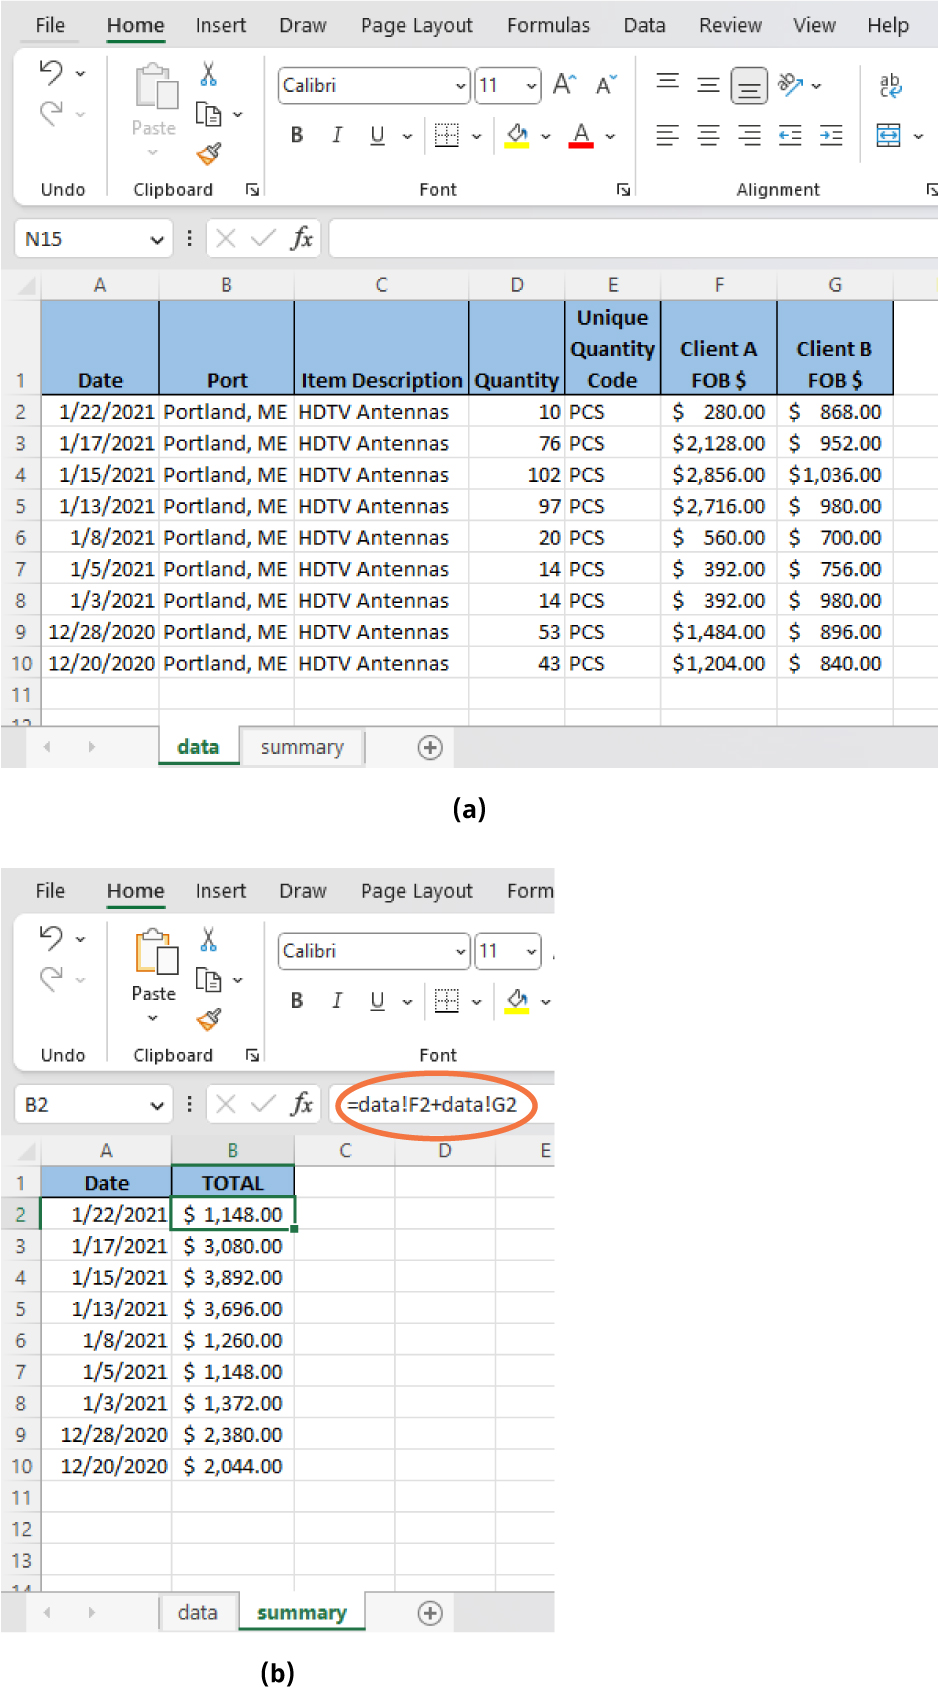 File Home Insert Draw Page Layout Formulas Data Review View Help
Calibri 11 A A ab
Paste B I U A
Undo Clipboard Font Alignment
N15 fx
A B C D E F G
Unique
Quantity Client A Client B
1 Date Port Item Description Quantity Code FOB $ FOB $
2 1/22/2021 Portland, ME HDTV Antennas 10 PCS $ 280.00 $ 868.00
3 1/17/2021 Portland, ME HDTV Antennas 76 PCS $2,128.00 $ 952.00
4 1/15/2021 Portland, ME HDTV Antennas 102 PCS $2,856.00 $1,036.00
5 1/13/2021 Portland, ME HDTV Antennas 97 PCS $2,716.00 $ 980.00
6 1/8/2021 Portland, ME HDTV Antennas 20 PCS $ 560.00 $ 700.00
7 1/5/2021 Portland, ME HDTV Antennas 14 PCS $ 392.00 $ 756.00
8 1/3/2021 Portland, ME HDTV Antennas 14 PCS $ 392.00 $ 980.00
9 12/28/2020 Portland, ME HDTV Antennas 53 PCS $1,484.00 $ 896.00
10 12/20/2020 Portland, ME HDTV Antennas 43 PCS $1,204.00 $ 840.00
11
12
data summary
(a)
File Home Insert Draw Page Layout Form
Calibri 11
Paste B I U
Undo Clipboard Font
B2 fx =data!F2+data!G2
A B C D E
1 Date TOTAL
2 1/22/2021 $ 1,148.00
3 1/17/2021 $ 3,080.00
4 1/15/2021 $ 3,892.00
5 1/13/2021 $ 3,696.00
6 1/8/2021 $ 1,260.00
7 1/5/2021 $ 1,148.00
8 1/3/2021 $ 1,372.00
9 12/28/2020 $ 2,380.00
10 12/20/2020 $ 2,044.00
11
12
13
14
data summary
(b)